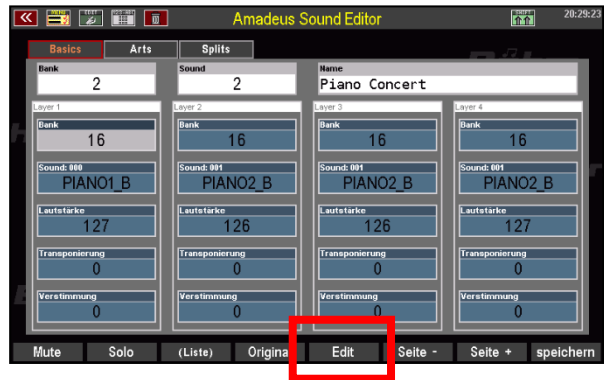 MENU
EDIT
SHIFT
Amadeus Sound Editor
20:29:23
Basics Arts Splits
Bank Sound Name
2 2 Piano Concert
Layer 1 Layer 2 Layer 3 Layer 4
Bank Bank Bank Bank
16 16 16 16
Sound: 000 Sound: 001 Sound: 001 Sound: 001
PIANO1_B PIANO2_B PIANO2_B PIANO2_B
Lautstärke Lautstärke Lautstärke Lautstärke
127 126 126 127
Transponierung Transponierung Transponierung Transponierung
0 0 0 0
Verstimmung Verstimmung Verstimmung Verstimmung
0 0 0 0
Mute Solo (Liste) Origina Edit Seite - Seite + speichern